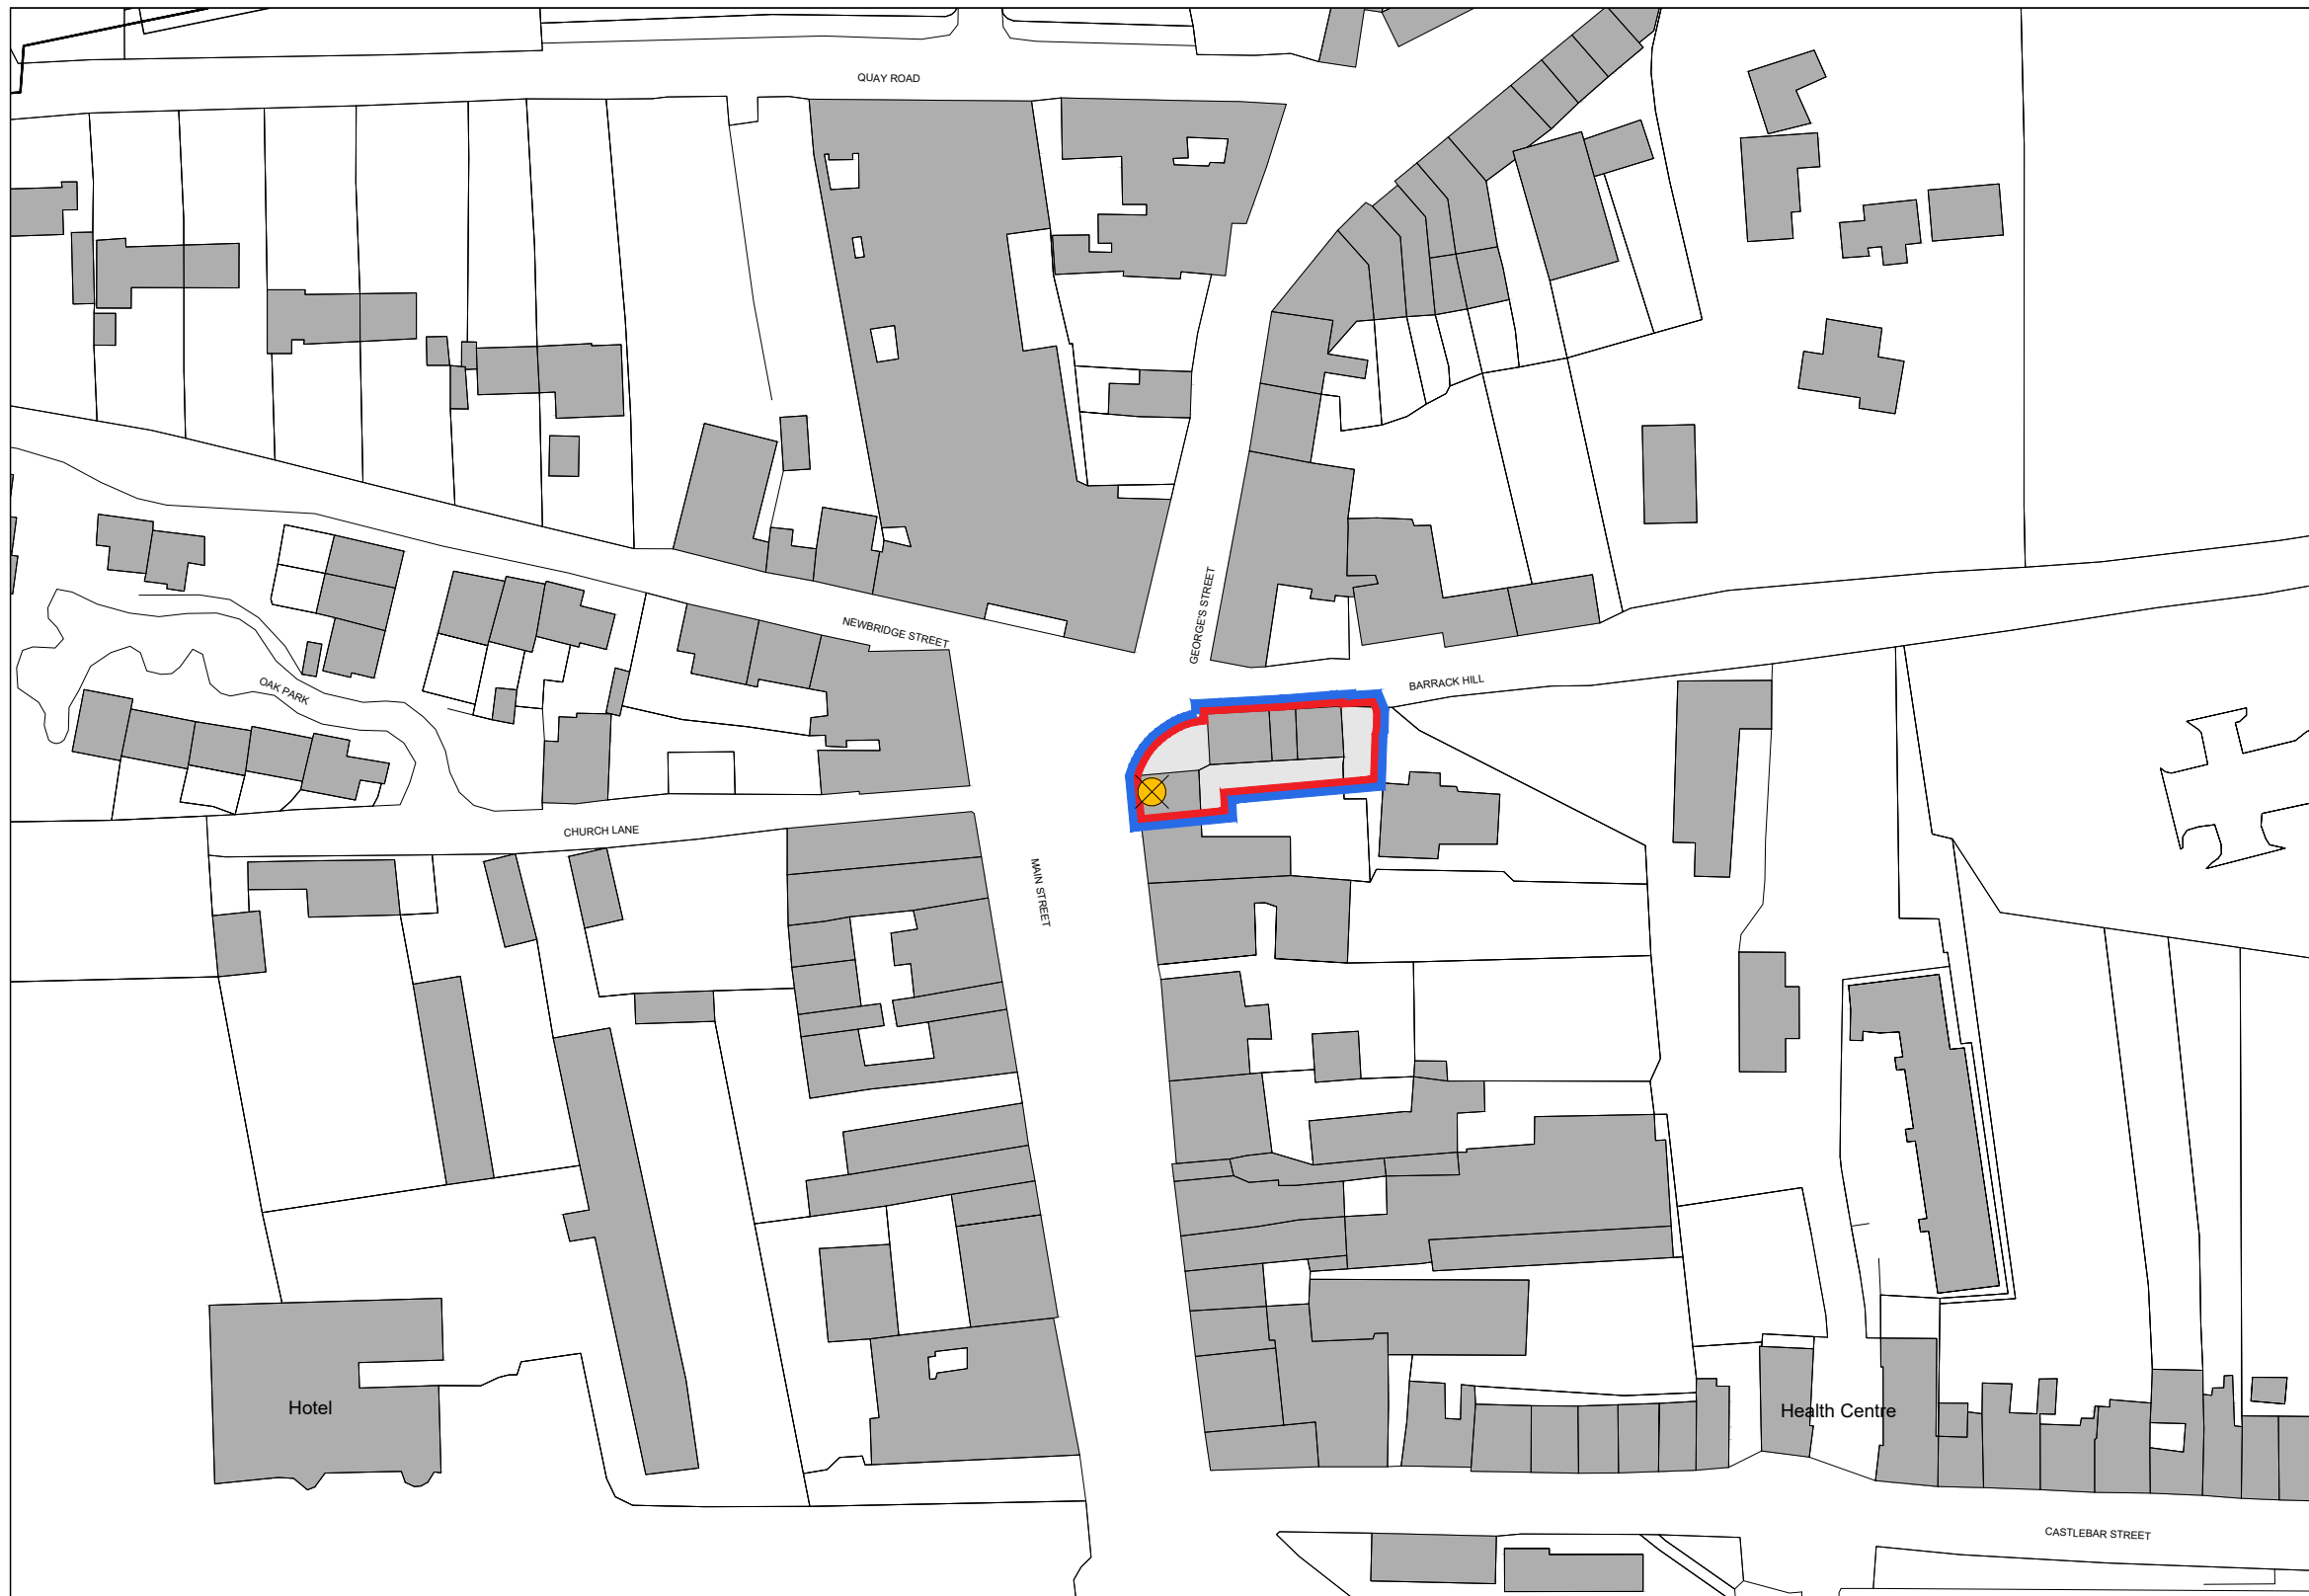 QUAY ROAD
GEORGE'S STREET
NEWBRIDGE STREET
OAK PARK
BARRACK HILL
CHURCH LANE
MAIN STREET
Hotel
Health Centre
CASTLEBAR STREET